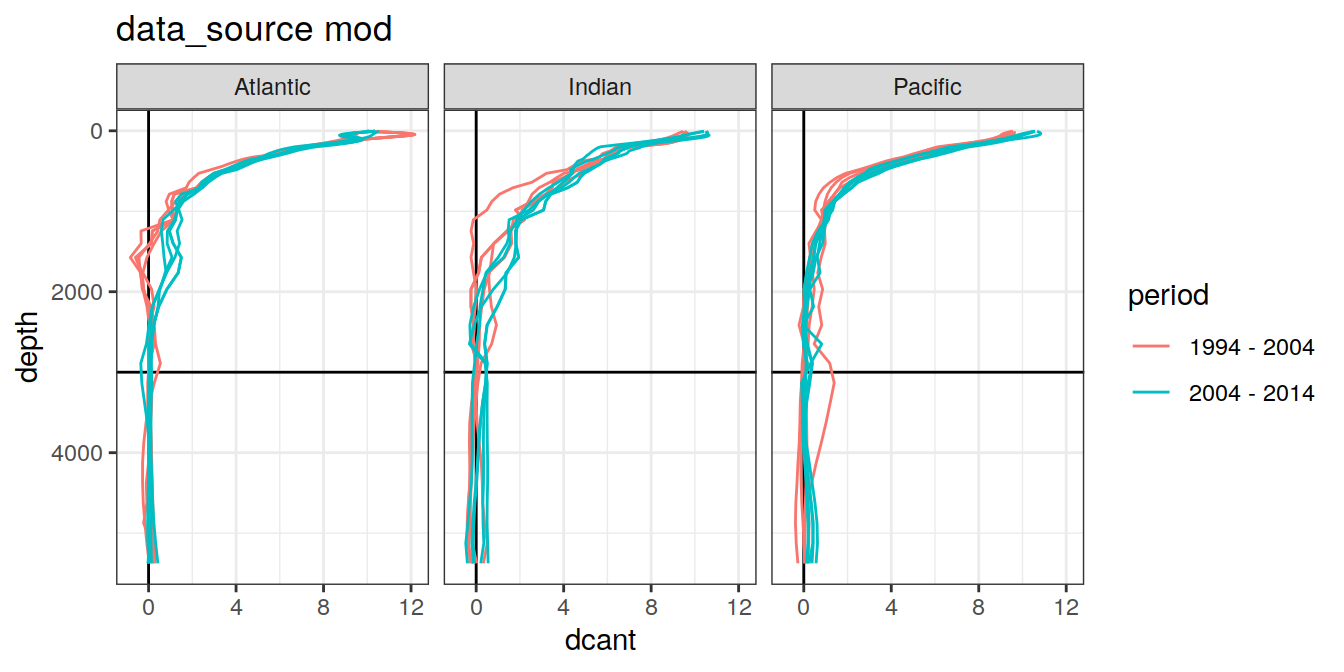 data_source mod
Atlantic Indian Pacific
0
2000
4000
depth
0 4 8 12 0 4 8 12 0 4 8 12
dcant
period
1994 - 2004
2004 - 2014